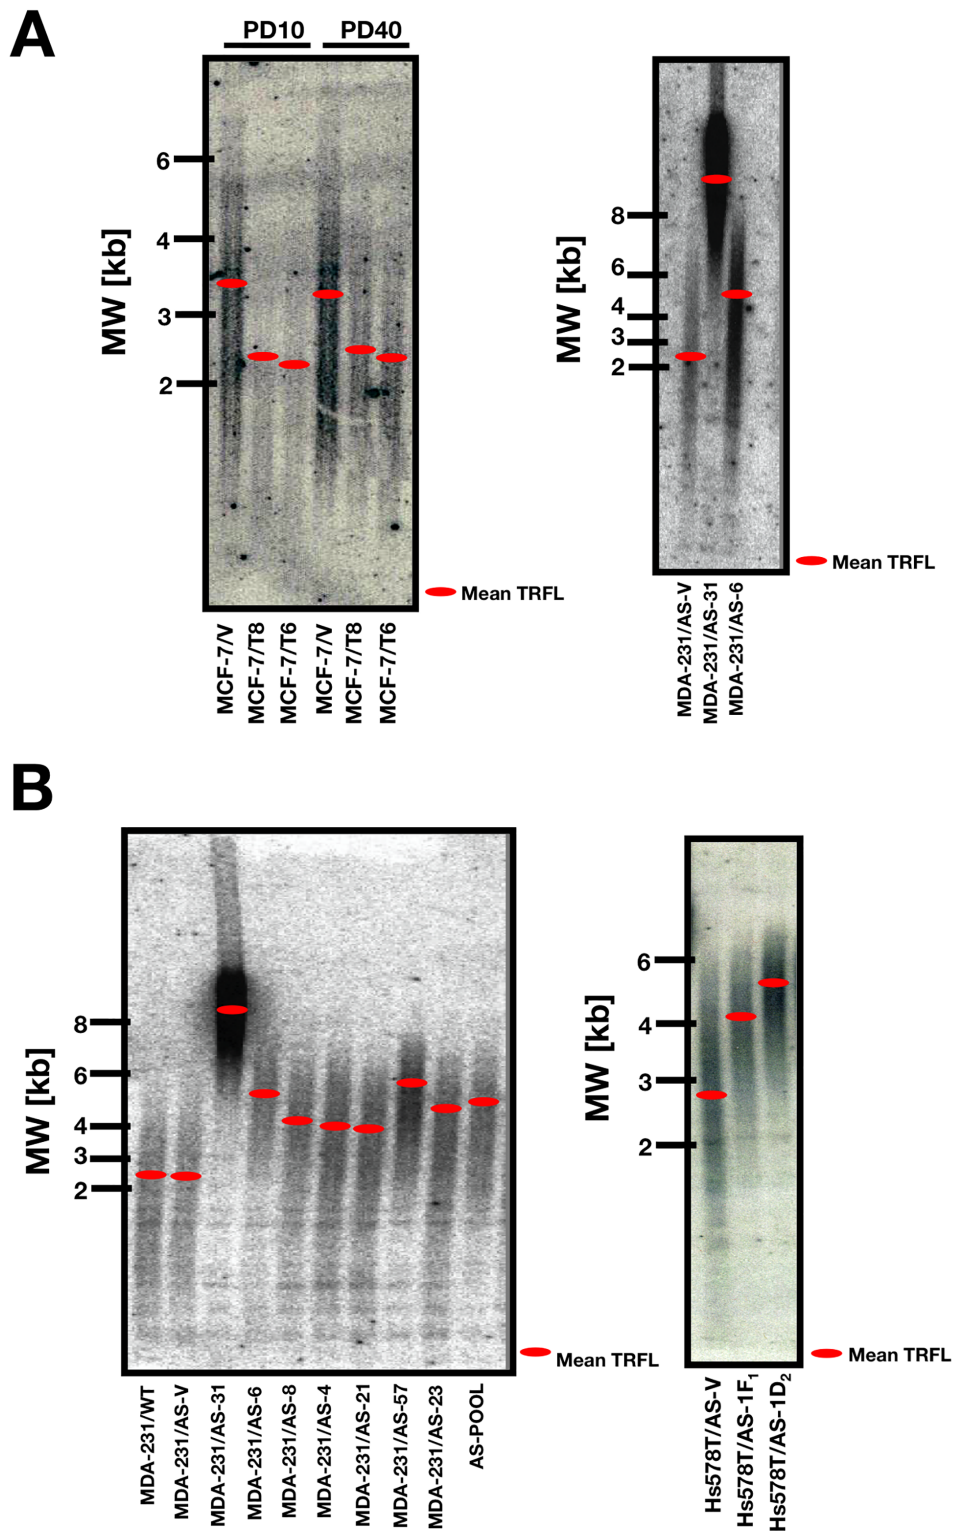 A
PD10 PD40
6
4
3
2
MW [kb]
MCF-7/V
MCF-7/T8
MCF-7/T6
MCF-7/V
MCF-7/T8
MCF-7/T6
Mean TRFL
8
6
4
3
2
MW [kb]
MDA-231/AS-V
MDA-231/AS-31
MDA-231/AS-6
Mean TRFL
B
8
6
4
3
2
MW [kb]
MDA-231/WT
MDA-231/AS-V
MDA-231/AS-31
MDA-231/AS-6
MDA-231/AS-8
MDA-231/AS-4
MDA-231/AS-21
MDA-231/AS-57
MDA-231/AS-23
AS-POOL
Mean TRFL
6
4
3
2
MW [kb]
Hs578T/AS-V
Hs578T/AS-1F₁
Hs578T/AS-1D₂
Mean TRFL